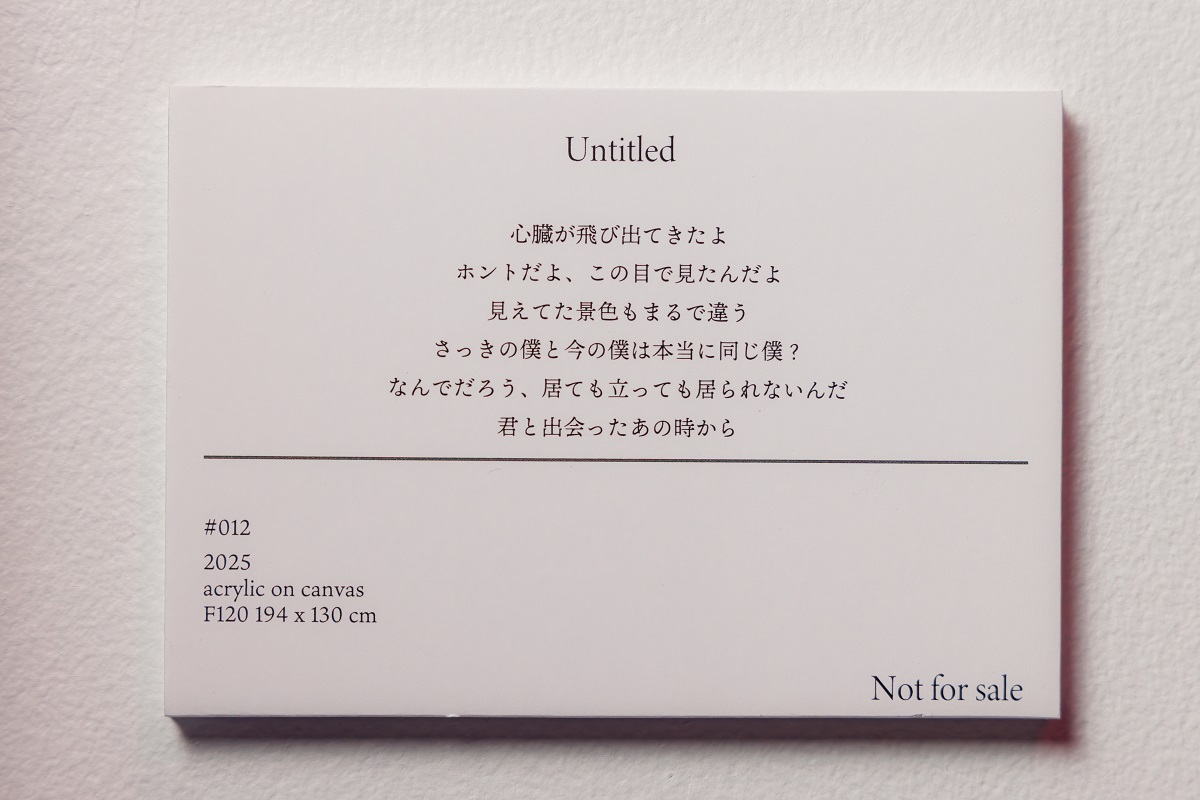 Untitled
心臓が飛び出てきたよ
ホントだよ、この目で見たんだよ
見えてた景色もまるで違う
さっきの僕と今の僕は本当に同じ僕？
なんでだろう、居ても立っても居られないんだ
君と出会ったあの時から
#012
2025
acrylic on canvas
F120 194 x 130 cm
Not for sale